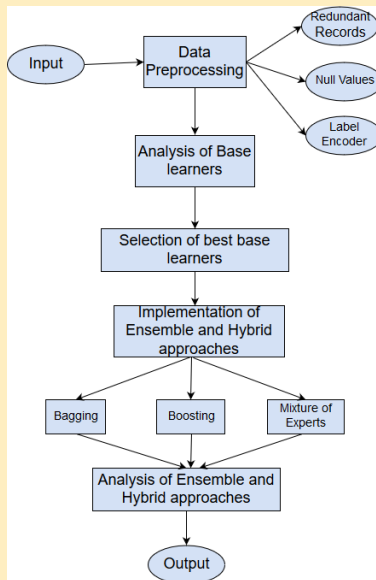 Redundant
Records
Input
Data
Preprocessing
Null Values
Label
Encoder
Analysis of Base
learners
Selection of best base
learners
Implementation of
Ensemble and Hybrid
approaches
Bagging
Boosting
Mixture of
Experts
Analysis of Ensemble and
Hybrid approaches
Output